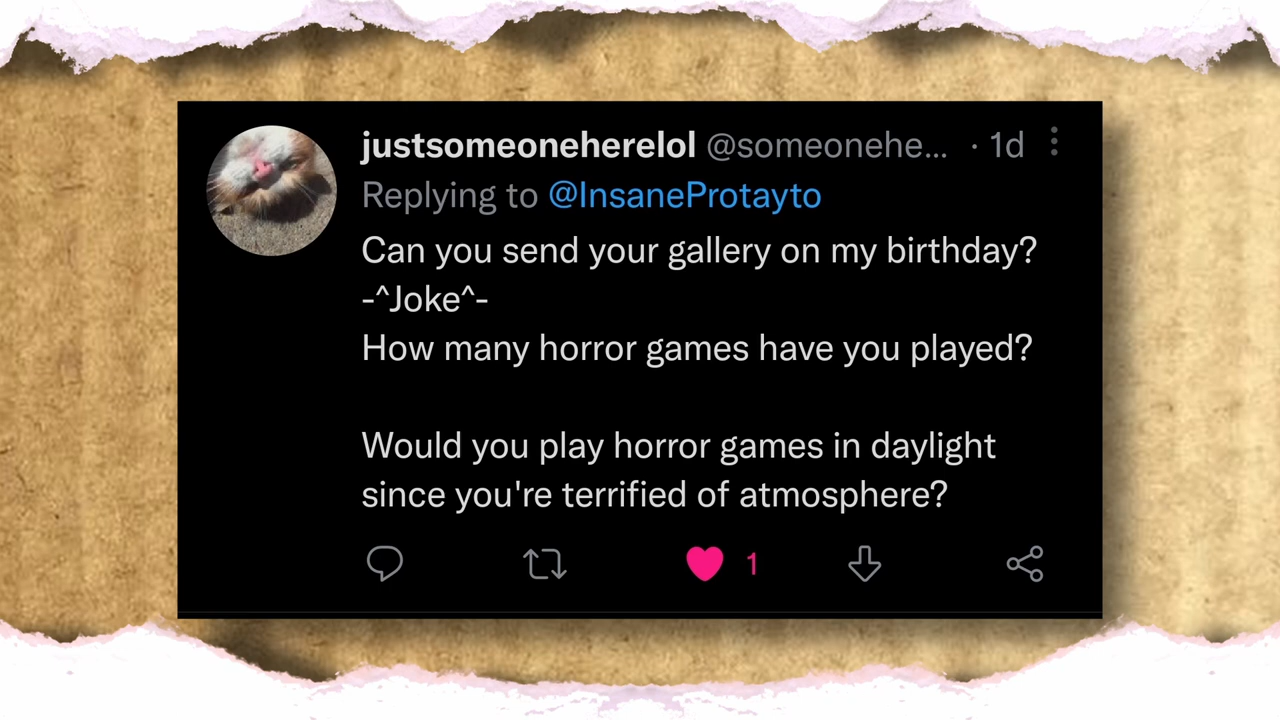 justsomeoneherelol @someonehe... · 1d
Replying to @InsaneProtayto
Can you send your gallery on my birthday?
-^Joke^-
How many horror games have you played?
Would you play horror games in daylight
since you're terrified of atmosphere?
1